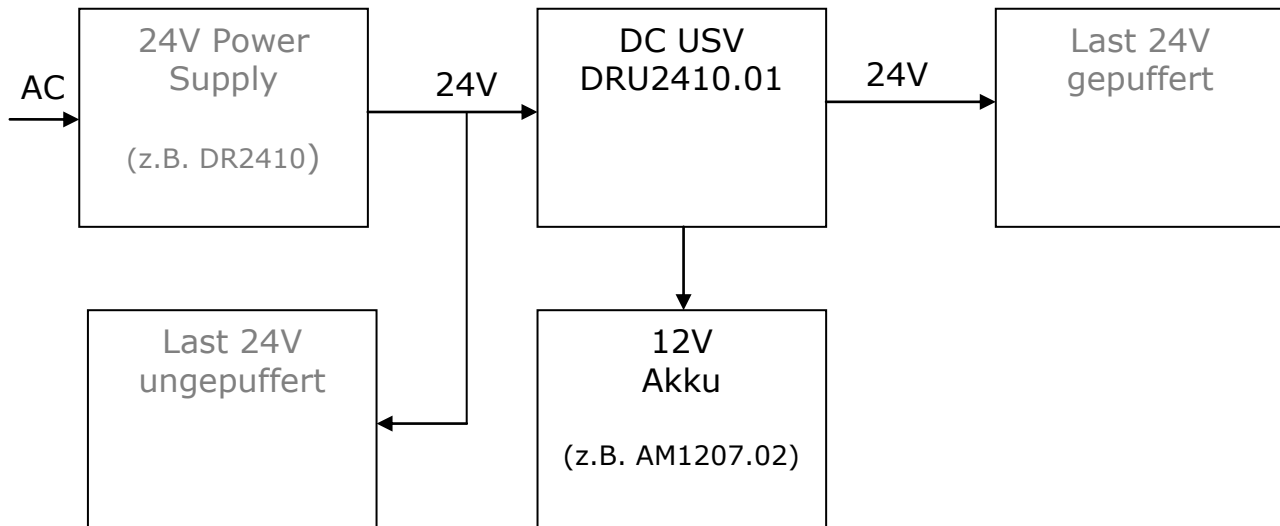 AC
24V Power
Supply
(z.B. DR2410)
24V
DC USV
DRU2410.01
24V
Last 24V
gepuffert
Last 24V
ungepuffert
12V
Akku
(z.B. AM1207.02)